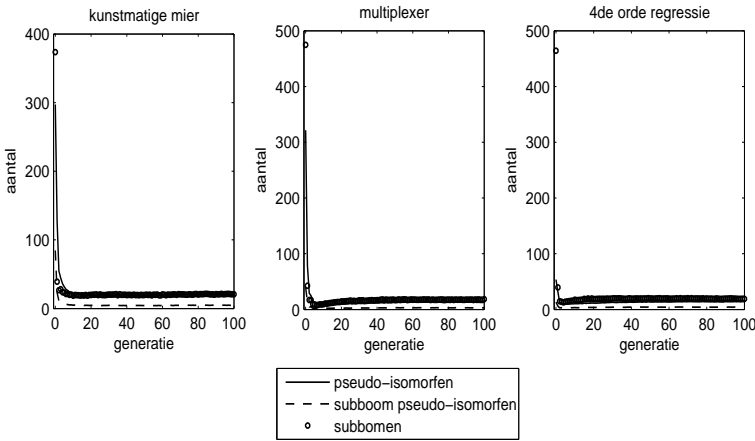 kunstmatige mier
400
300
200
100
0
0 20 40 60 80 100
aantal
generatie
multiplexer
500
400
300
200
100
0
0 20 40 60 80 100
aantal
generatie
4de orde regressie
500
400
300
200
100
0
0 20 40 60 80 100
aantal
generatie
pseudo−isomorfen
subboom pseudo−isomorfen
subbomen